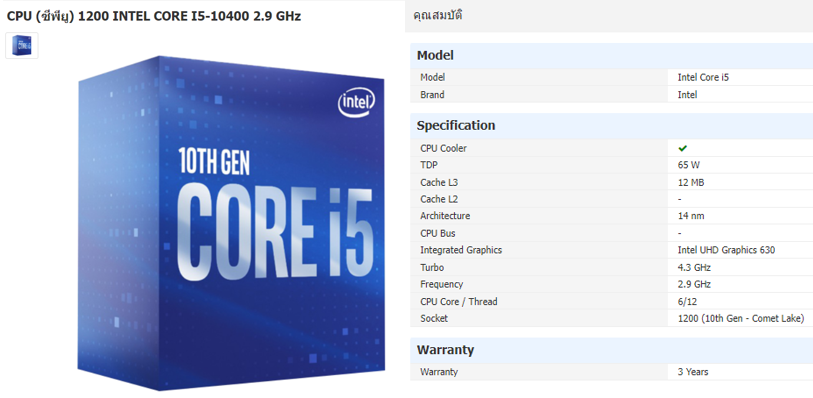 CPU (ซีพียู) 1200 INTEL CORE I5-10400 2.9 GHz
intel
10TH GEN
CORE i5
คุณสมบัติ
Model
Model Intel Core i5
Brand Intel
Specification
CPU Cooler ✔
TDP 65 W
Cache L3 12 MB
Cache L2 -
Architecture 14 nm
CPU Bus -
Integrated Graphics Intel UHD Graphics 630
Turbo 4.3 GHz
Frequency 2.9 GHz
CPU Core / Thread 6/12
Socket 1200 (10th Gen - Comet Lake)
Warranty
Warranty 3 Years